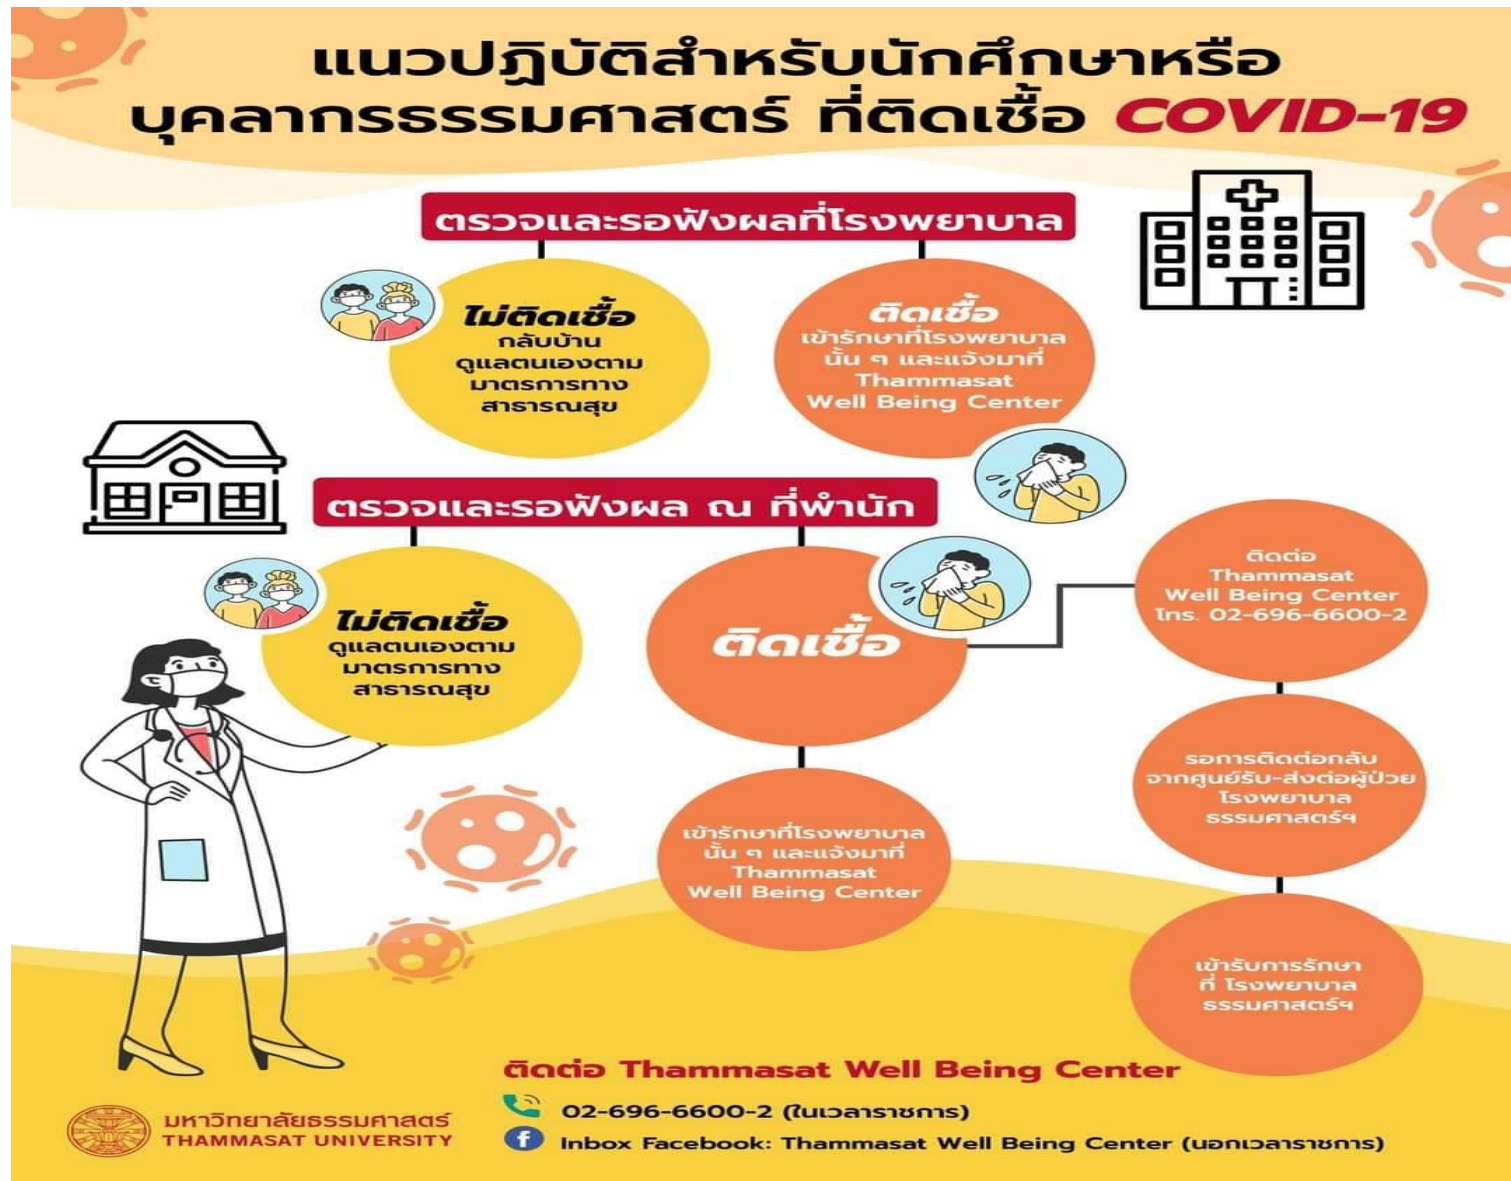 แนวปฏิบัติสำหรับนักศึกษาหรือ
บุคลากรธรรมศาสตร์ ที่ติดเชื้อ COVID-19
ตรวจและรอฟังผลที่โรงพยาบาล
ไม่ติดเชื้อ
กลับบ้าน
ดูแลตนเองตาม
มาตรการทาง
สาธารณสุข
ติดเชื้อ
เข้ารักษาที่โรงพยาบาล
นั้น ๆ และแจ้งมาที่
Thammasat
Well Being Center
ตรวจและรอฟังผล ณ ที่พำนัก
ไม่ติดเชื้อ
ดูแลตนเองตาม
มาตรการทาง
สาธารณสุข
ติดเชื้อ
เข้ารักษาที่โรงพยาบาล
นั้น ๆ และแจ้งมาที่
Thammasat
Well Being Center
ติดต่อ
Thammasat
Well Being Center
โทร. 02-696-6600-2
รอการติดต่อกลับ
จากศูนย์รับ-ส่งต่อผู้ป่วย
โรงพยาบาล
ธรรมศาสตร์ฯ
เข้ารับการรักษา
ที่ โรงพยาบาล
ธรรมศาสตร์ฯ
ติดต่อ Thammasat Well Being Center
02-696-6600-2 (ในเวลาราชการ)
Inbox Facebook: Thammasat Well Being Center (นอกเวลาราชการ)
มหาวิทยาลัยธรรมศาสตร์
THAMMASAT UNIVERSITY